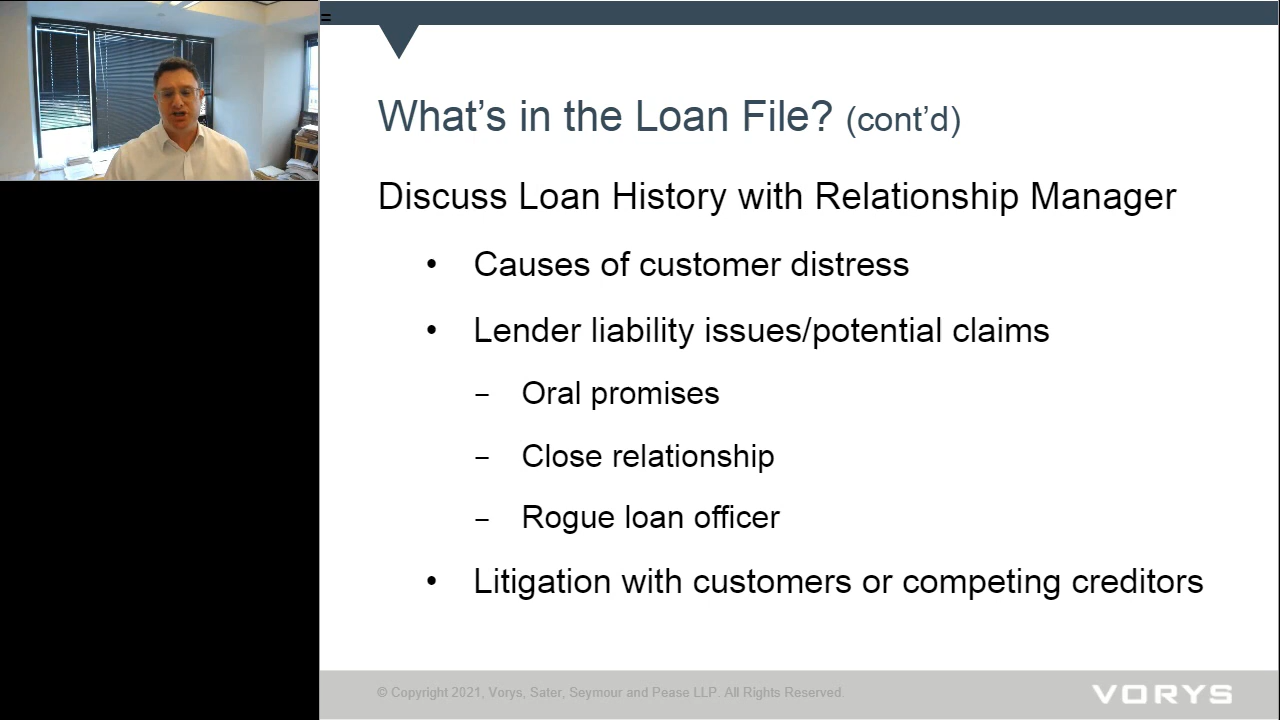 =
What's in the Loan File? (cont'd)
Discuss Loan History with Relationship Manager
• Causes of customer distress
• Lender liability issues/potential claims
– Oral promises
– Close relationship
– Rogue loan officer
• Litigation with customers or competing creditors
© Copyright 2021, Vorys, Sater, Seymour and Pease LLP. All Rights Reserved.
VORYS